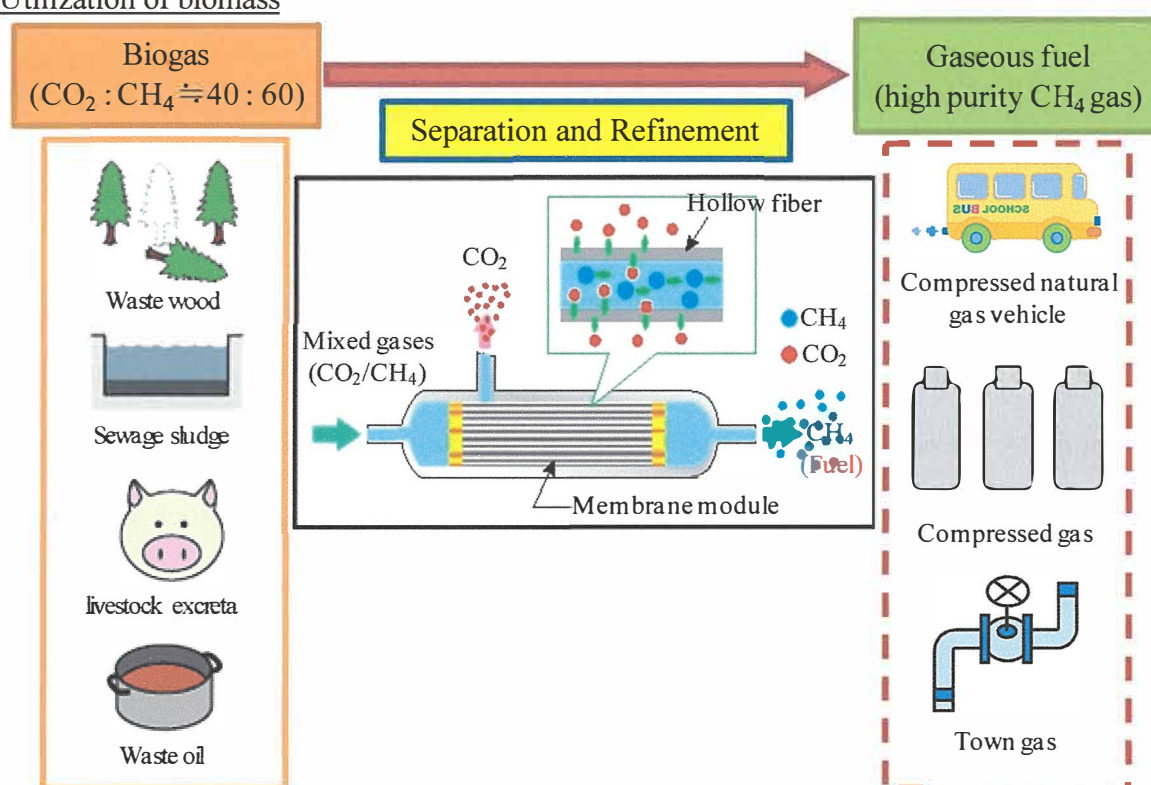 Utilization of biomass
Biogas
(CO₂ : CH₄ ≒ 40 : 60)
Gaseous fuel
(high purity CH₄ gas)
Separation and Refinement
Waste wood
Sewage sludge
livestock excreta
Waste oil
Mixed gases
(CO₂/CH₄)
CO₂
Hollow fiber
CH₄
CO₂
CH₄
(Fuel)
Membrane module
SCHOOL BUS
Compressed natural
gas vehicle
Compressed gas
Town gas